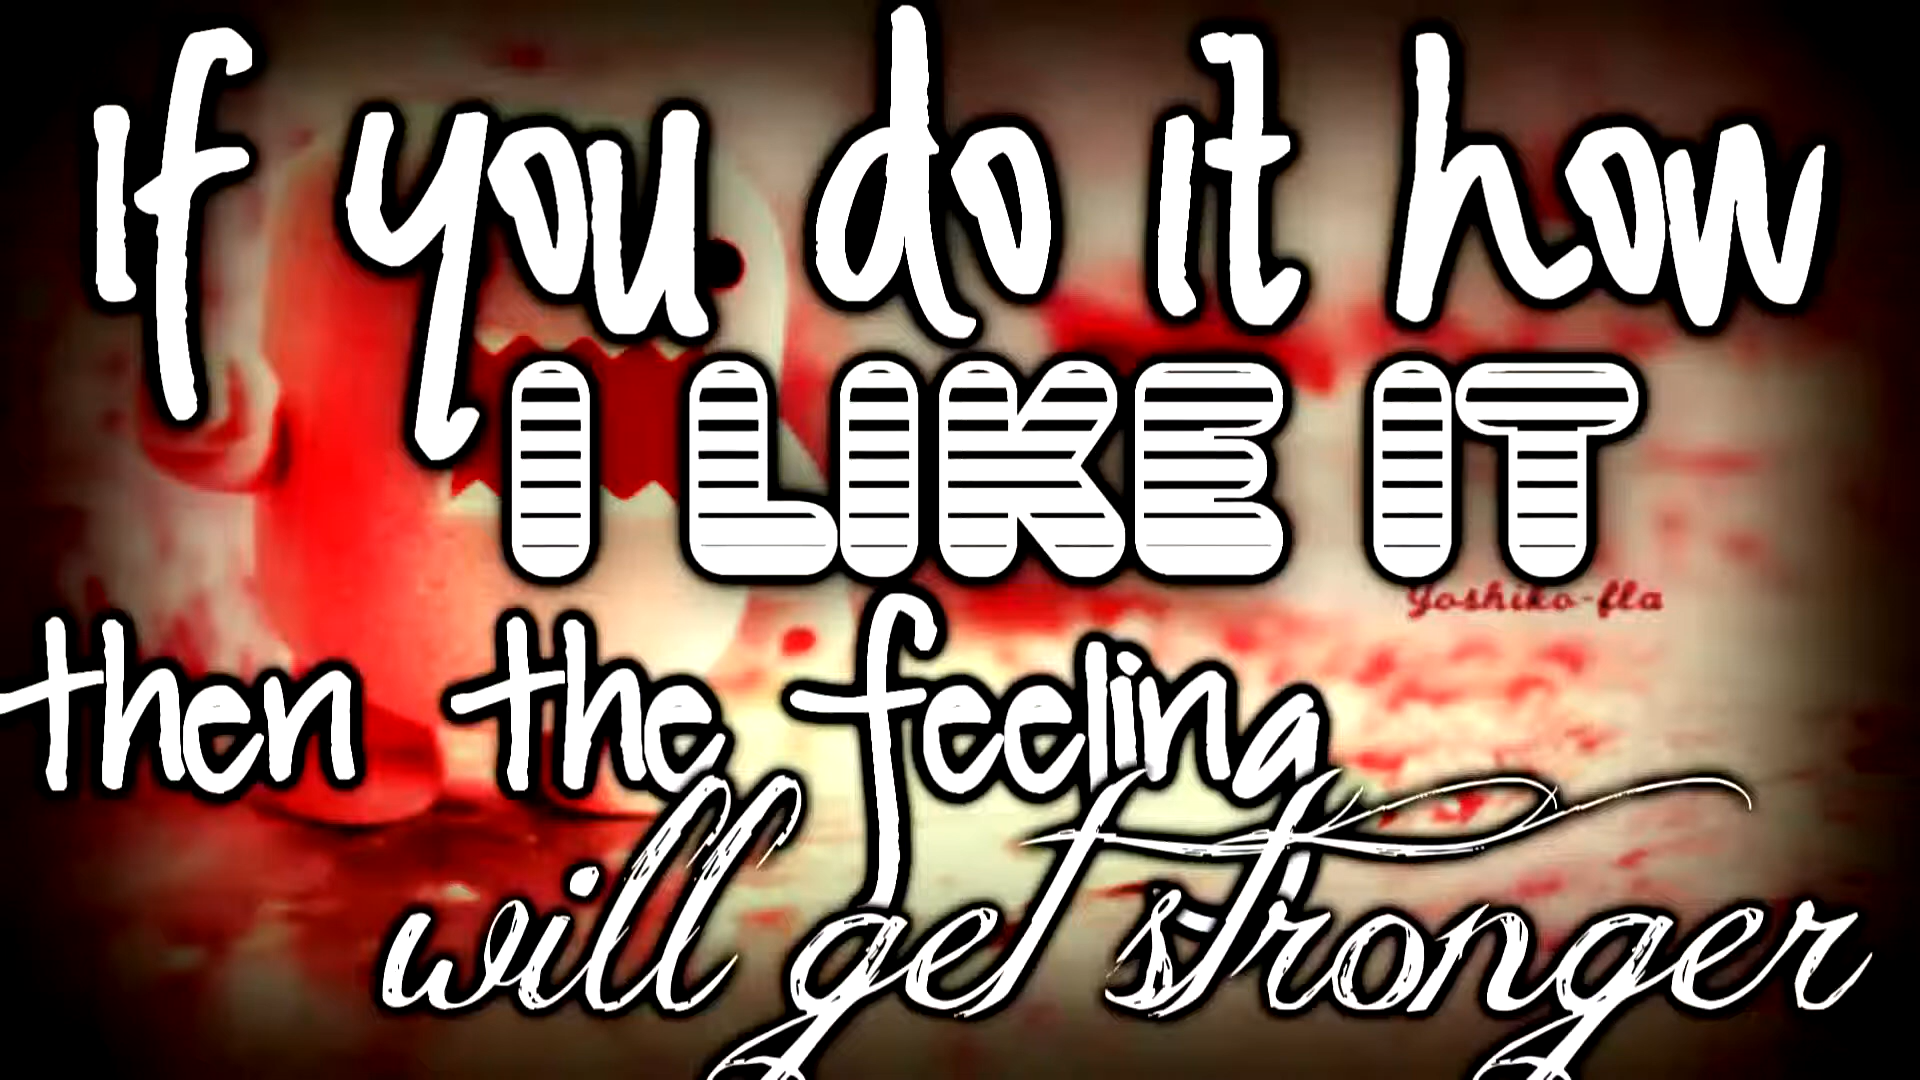 If you do it how
I LIKE IT
Yoshiko-fla
then the feeling
will get stronger